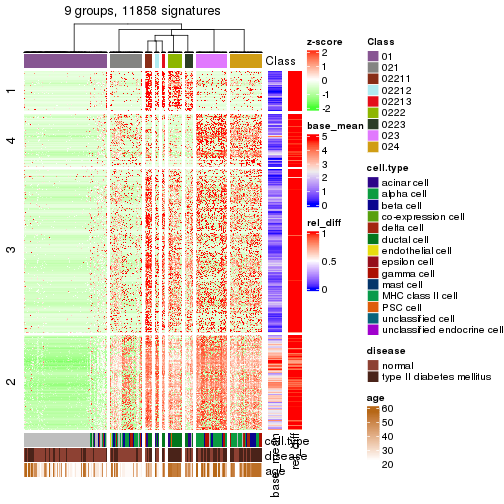 9 groups, 11858 signatures
Class
1
4
3
2
cell.type
disease
age
base_mean
rel_diff
z-score
2
1
0
-1
-2
base_mean
5
4
3
2
1
0
rel_diff
1
0.5
0
Class
01
021
02211
02212
02213
0222
0223
023
024
cell.type
acinar cell
alpha cell
beta cell
co-expression cell
delta cell
ductal cell
endothelial cell
epsilon cell
gamma cell
mast cell
MHC class II cell
PSC cell
unclassified cell
unclassified endocrine cell
disease
normal
type II diabetes mellitus
age
60
50
40
30
20